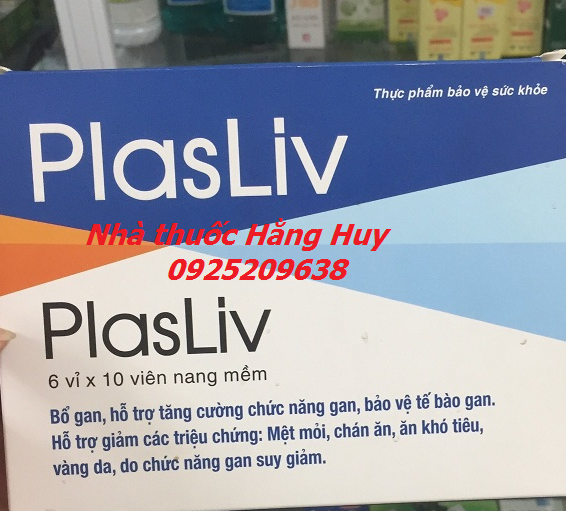 Thực phẩm bảo vệ sức khỏe
PlasLiv
Nhà thuốc Hằng Huy
0925209638
PlasLiv
6 vỉ x 10 viên nang mềm
Bổ gan, hỗ trợ tăng cường chức năng gan, bảo vệ tế bào gan.
Hỗ trợ giảm các triệu chứng: Mệt mỏi, chán ăn, ăn khó tiêu,
vàng da, do chức năng gan suy giảm.